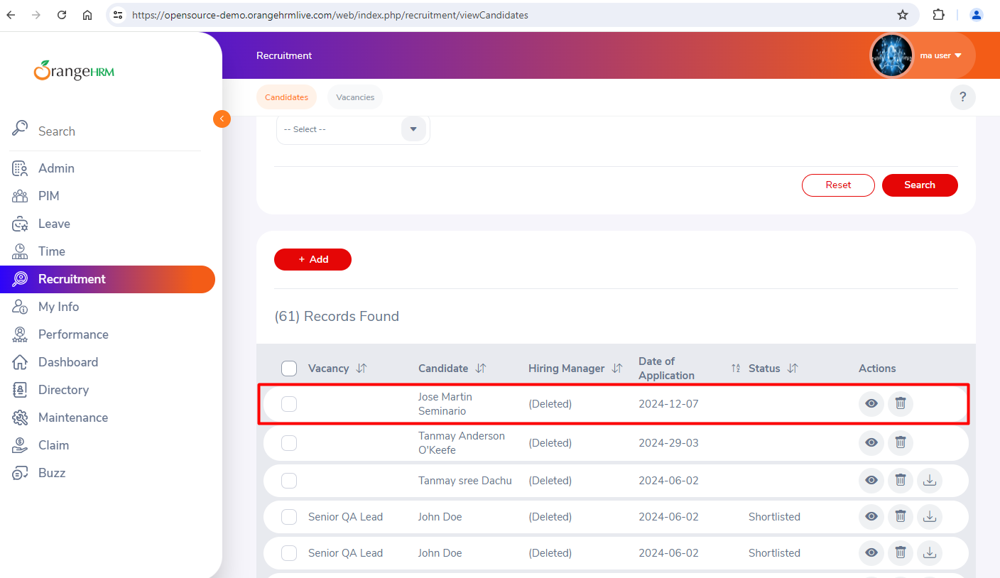 https://opensource-demo.orangehrmlive.com/web/index.php/recruitment/viewCandidates
OrangeHRM
Recruitment
ma user
Candidates
Vacancies
?
Search
Admin
PIM
Leave
Time
Recruitment
My Info
Performance
Dashboard
Directory
Maintenance
Claim
Buzz
-- Select --
Reset
Search
+ Add
(61) Records Found
Vacancy Candidate Hiring Manager Date of Application Status Actions
Jose Martin Seminario (Deleted) 2024-12-07
Tanmay Anderson O'Keefe (Deleted) 2024-29-03
Tanmay sree Dachu (Deleted) 2024-06-02
Senior QA Lead John Doe (Deleted) 2024-06-02 Shortlisted
Senior QA Lead John Doe (Deleted) 2024-06-02 Shortlisted